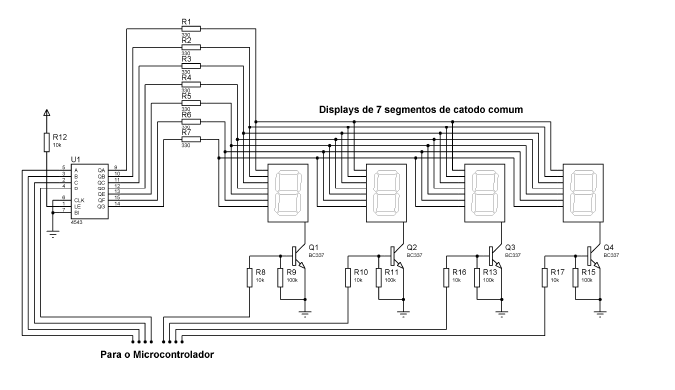 R1
330
R2
330
R3
330
R4
330
R5
330
R6
330
R7
330
Displays de 7 segmentos de catodo comum
R12
10k
U1
5 A QA 9
3 B QB 10
2 C QC 11
4 D QD 12
QE 13
6 CLK QF 15
1 LE QG 14
7 BI
4543
Q1
BC337
Q2
BC337
Q3
BC337
Q4
BC337
R8
10k
R9
100k
R10
10k
R11
100k
R16
10k
R13
100k
R17
10k
R15
100k
Para o Microcontrolador